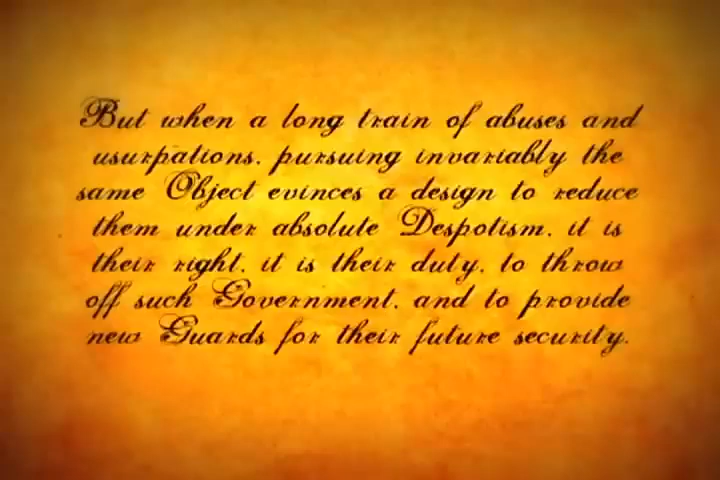 But when a long train of abuses and
usurpations, pursuing invariably the
same Object evinces a design to reduce
them under absolute Despotism, it is
their right, it is their duty, to throw
off such Government, and to provide
new Guards for their future security.